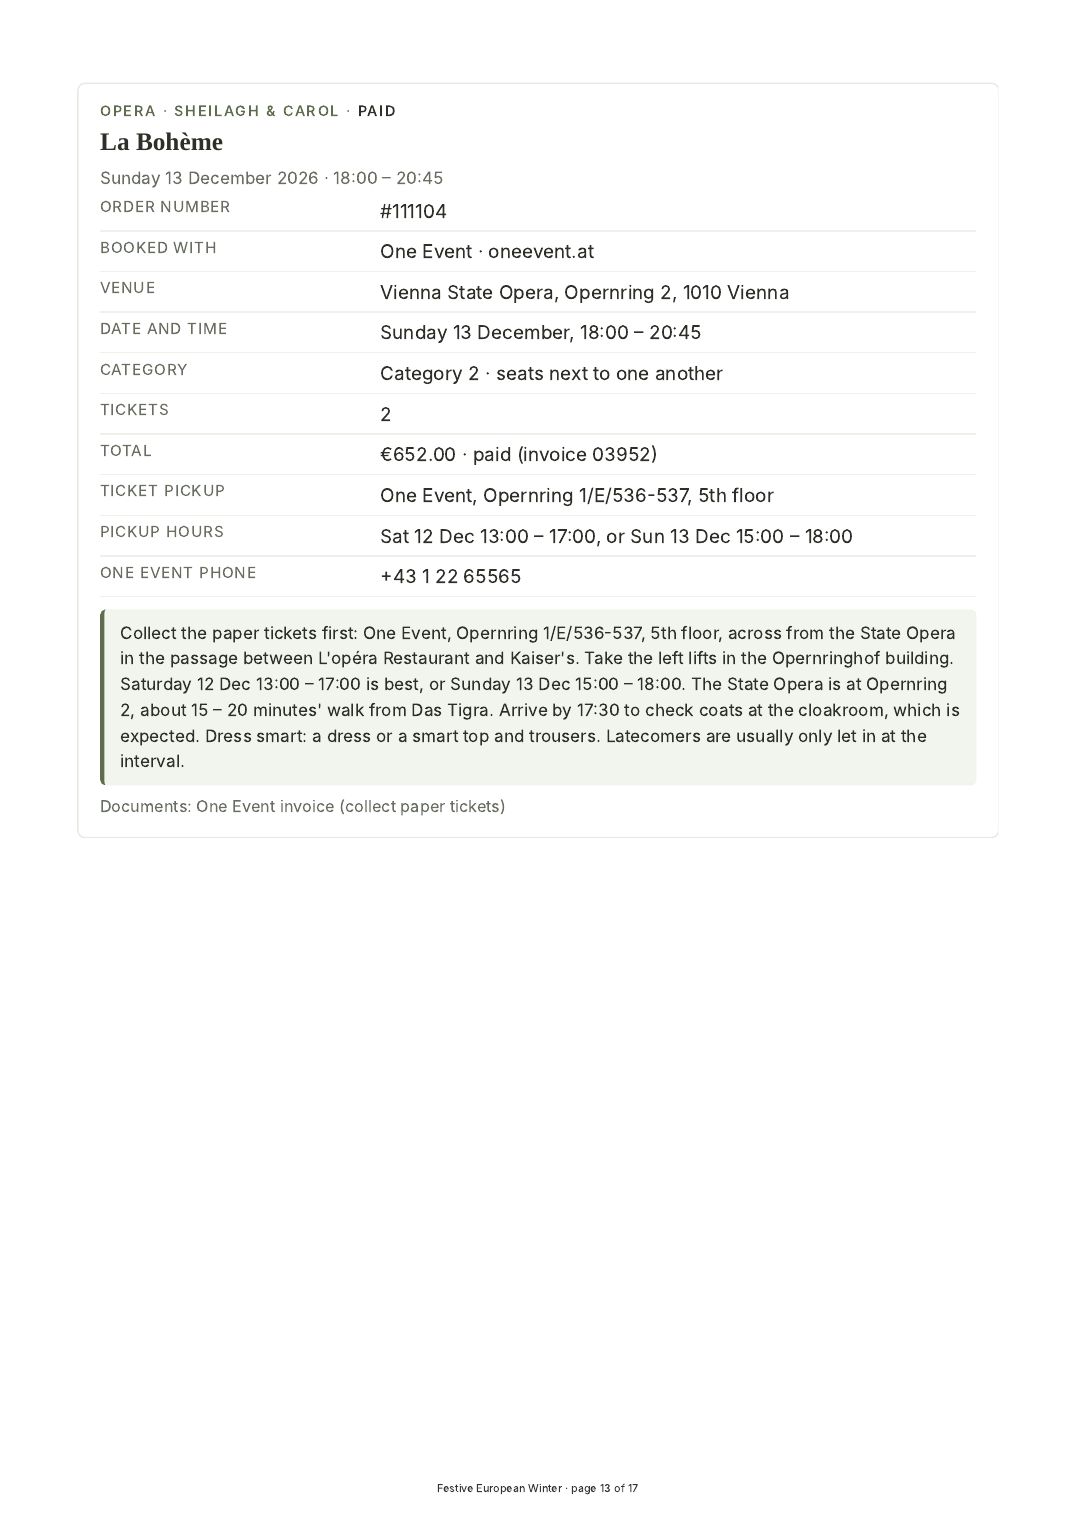 OPERA · SHEILAGH & CAROL · PAID
La Bohème
Sunday 13 December 2026 · 18:00 – 20:45
ORDER NUMBER #111104
BOOKED WITH One Event · oneevent.at
VENUE Vienna State Opera, Opernring 2, 1010 Vienna
DATE AND TIME Sunday 13 December, 18:00 – 20:45
CATEGORY Category 2 · seats next to one another
TICKETS 2
TOTAL €652.00 · paid (invoice 03952)
TICKET PICKUP One Event, Opernring 1/E/536-537, 5th floor
PICKUP HOURS Sat 12 Dec 13:00 – 17:00, or Sun 13 Dec 15:00 – 18:00
ONE EVENT PHONE +43 1 22 65565
Collect the paper tickets first: One Event, Opernring 1/E/536-537, 5th floor, across from the State Opera
in the passage between L'opéra Restaurant and Kaiser's. Take the left lifts in the Opernringhof building.
Saturday 12 Dec 13:00 – 17:00 is best, or Sunday 13 Dec 15:00 – 18:00. The State Opera is at Opernring
2, about 15 – 20 minutes' walk from Das Tigra. Arrive by 17:30 to check coats at the cloakroom, which is
expected. Dress smart: a dress or a smart top and trousers. Latecomers are usually only let in at the
interval.
Documents: One Event invoice (collect paper tickets)
Festive European Winter · page 13 of 17